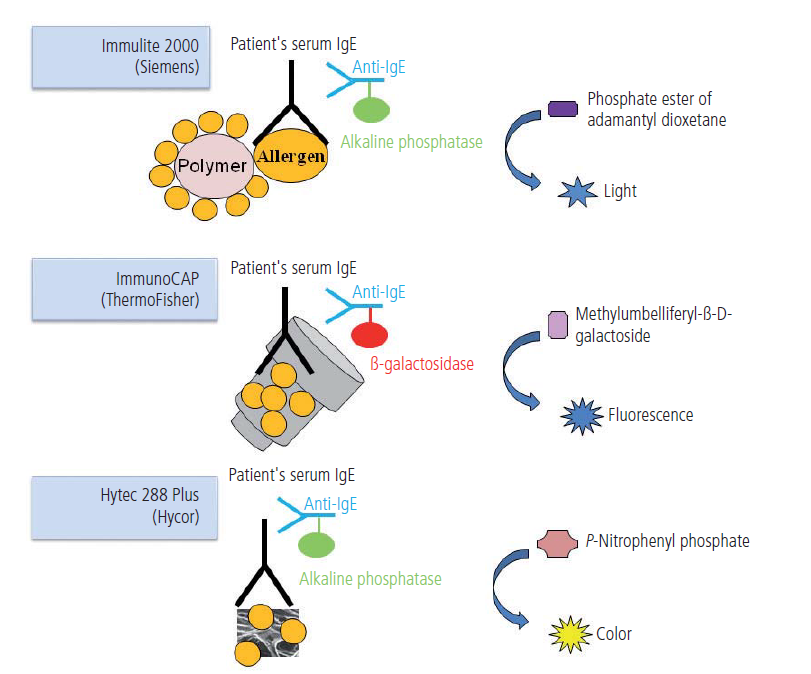 Immulite 2000
(Siemens)
Patient's serum IgE
Anti-IgE
Alkaline phosphatase
Polymer
Allergen
Phosphate ester of
adamantyl dioxetane
Light
ImmunoCAP
(ThermoFisher)
Patient's serum IgE
Anti-IgE
ß-galactosidase
Methylumbelliferyl-ß-D-
galactoside
Fluorescence
Hytec 288 Plus
(Hycor)
Patient's serum IgE
Anti-IgE
Alkaline phosphatase
P-Nitrophenyl phosphate
Color